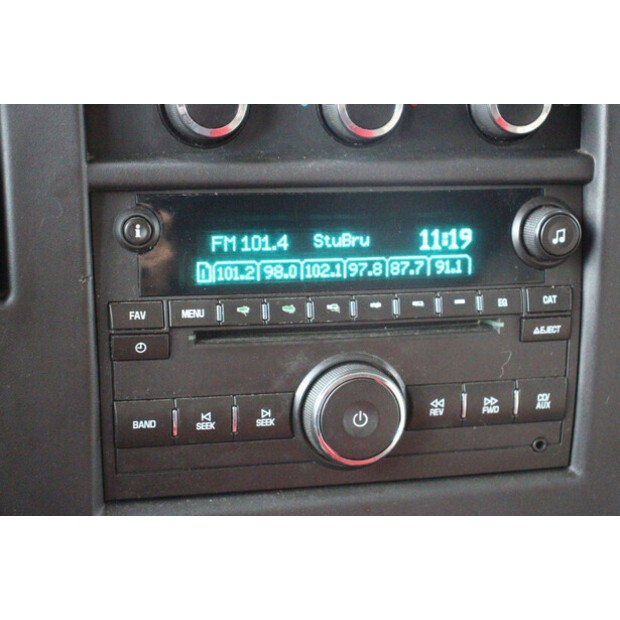 i
FM 101.4 StuBru 11:19
1 101.2 98.0 102.1 97.8 87.7 91.1
FAV MENU EQ CAT
EJECT
BAND SEEK SEEK REV FWD CD/AUX